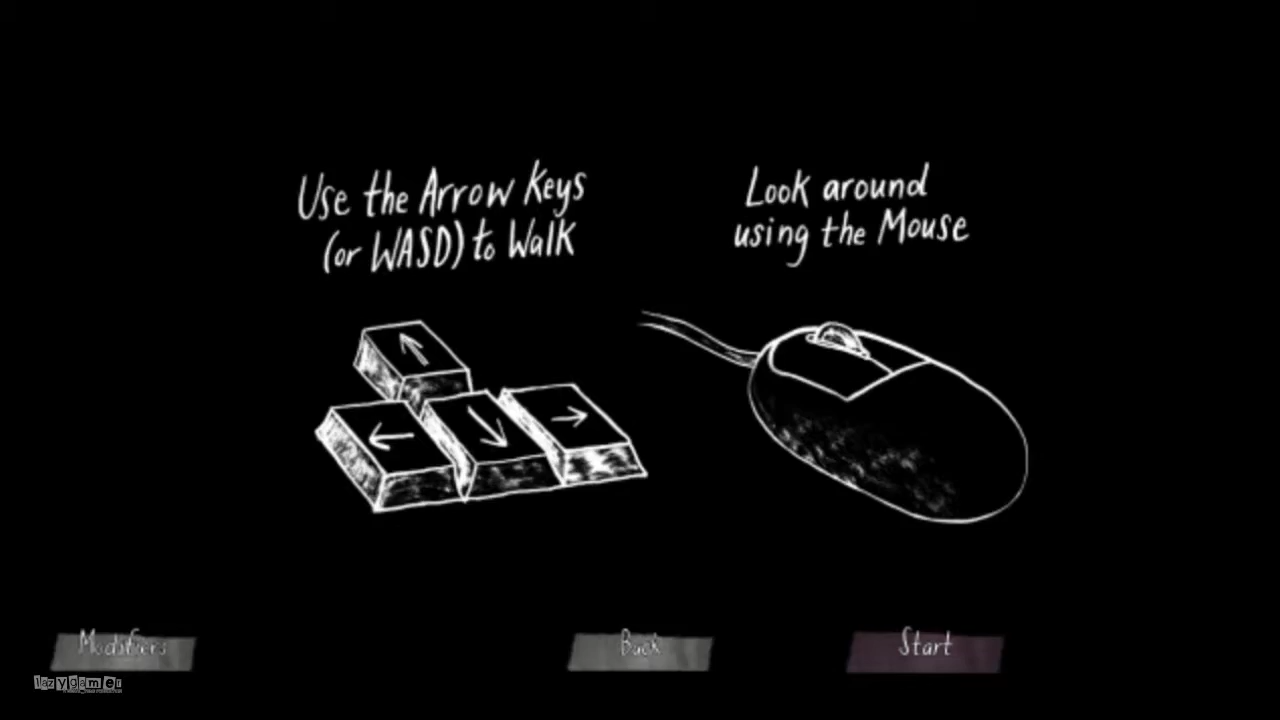 Use the Arrow Keys
(or WASD) to Walk
Look around
using the Mouse
Modifiers
Back
Start
lazygamer